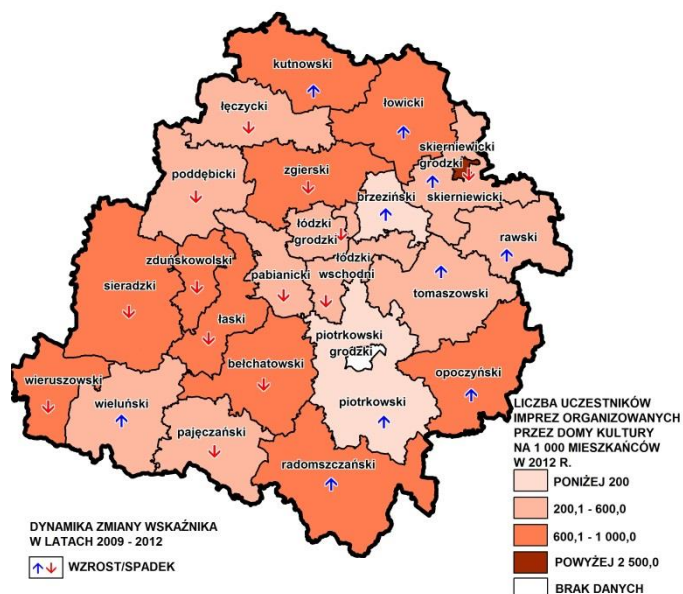 kutnowski
łowicki
łęczycki
skierniewicki
grodzki
skierniewicki
zgierski
poddębicki
brzeziński
rawski
łódzki
grodzki
łódzki
wschodni
zduńskowolski
pabianicki
sieradzki
tomaszowski
łaski
piotrkowski
grodzki
bełchatowski
opoczyński
wieruszowski
wieluński
piotrkowski
pajęczański
radomszczański
LICZBA UCZESTNIKÓW
IMPREZ ORGANIZOWANYCH
PRZEZ DOMY KULTURY
NA 1 000 MIESZKAŃCÓW
W 2012 R.
PONIŻEJ 200
200,1 - 600,0
600,1 - 1 000,0
POWYŻEJ 2 500,0
BRAK DANYCH
DYNAMIKA ZMIANY WSKAŹNIKA
W LATACH 2009 - 2012
WZROST/SPADEK